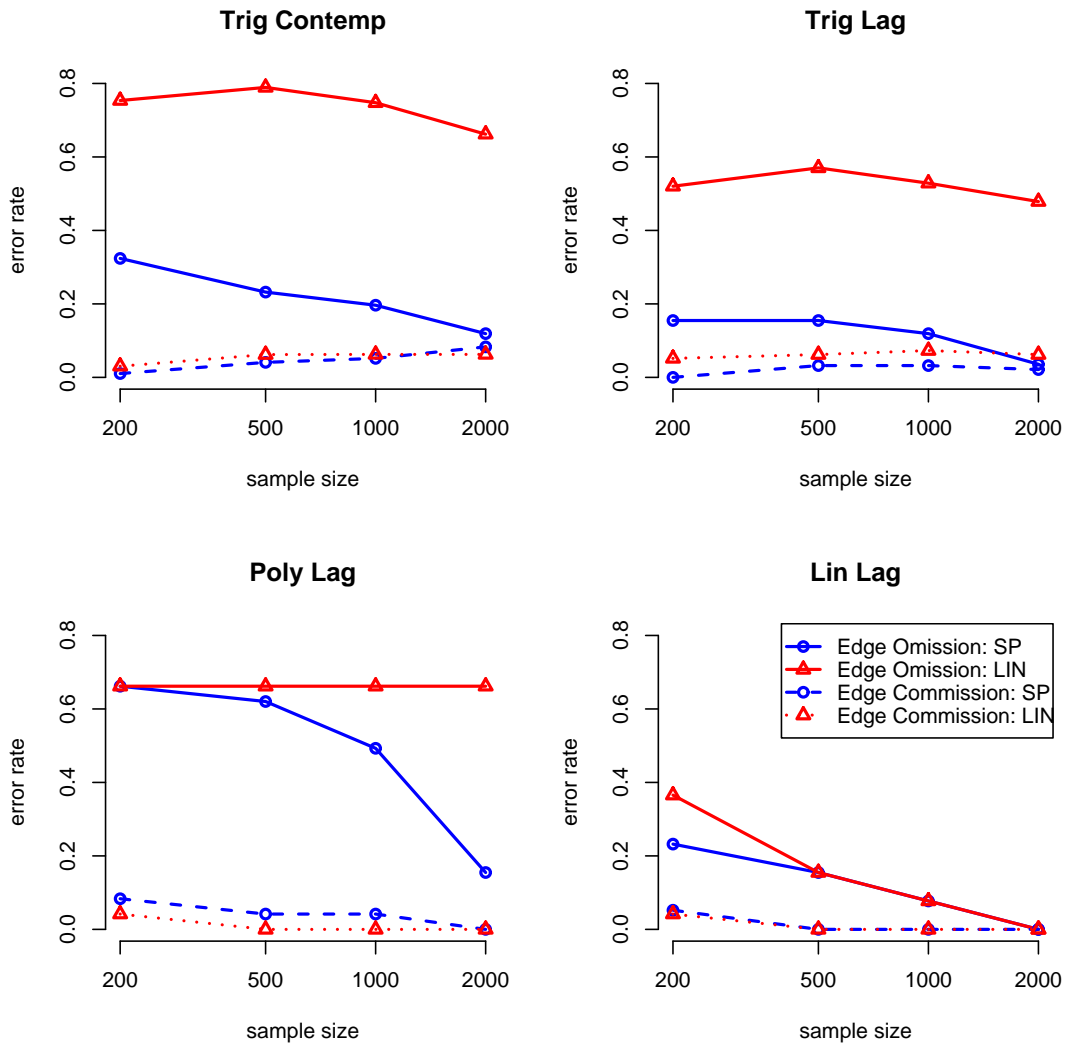 Trig Contemp
error rate
0.0 0.2 0.4 0.6 0.8
200 500 1000 2000
sample size
Trig Lag
error rate
0.0 0.2 0.4 0.6 0.8
200 500 1000 2000
sample size
Poly Lag
error rate
0.0 0.2 0.4 0.6 0.8
200 500 1000 2000
sample size
Lin Lag
error rate
0.0 0.2 0.4 0.6 0.8
Edge Omission: SP
Edge Omission: LIN
Edge Commission: SP
Edge Commission: LIN
200 500 1000 2000
sample size